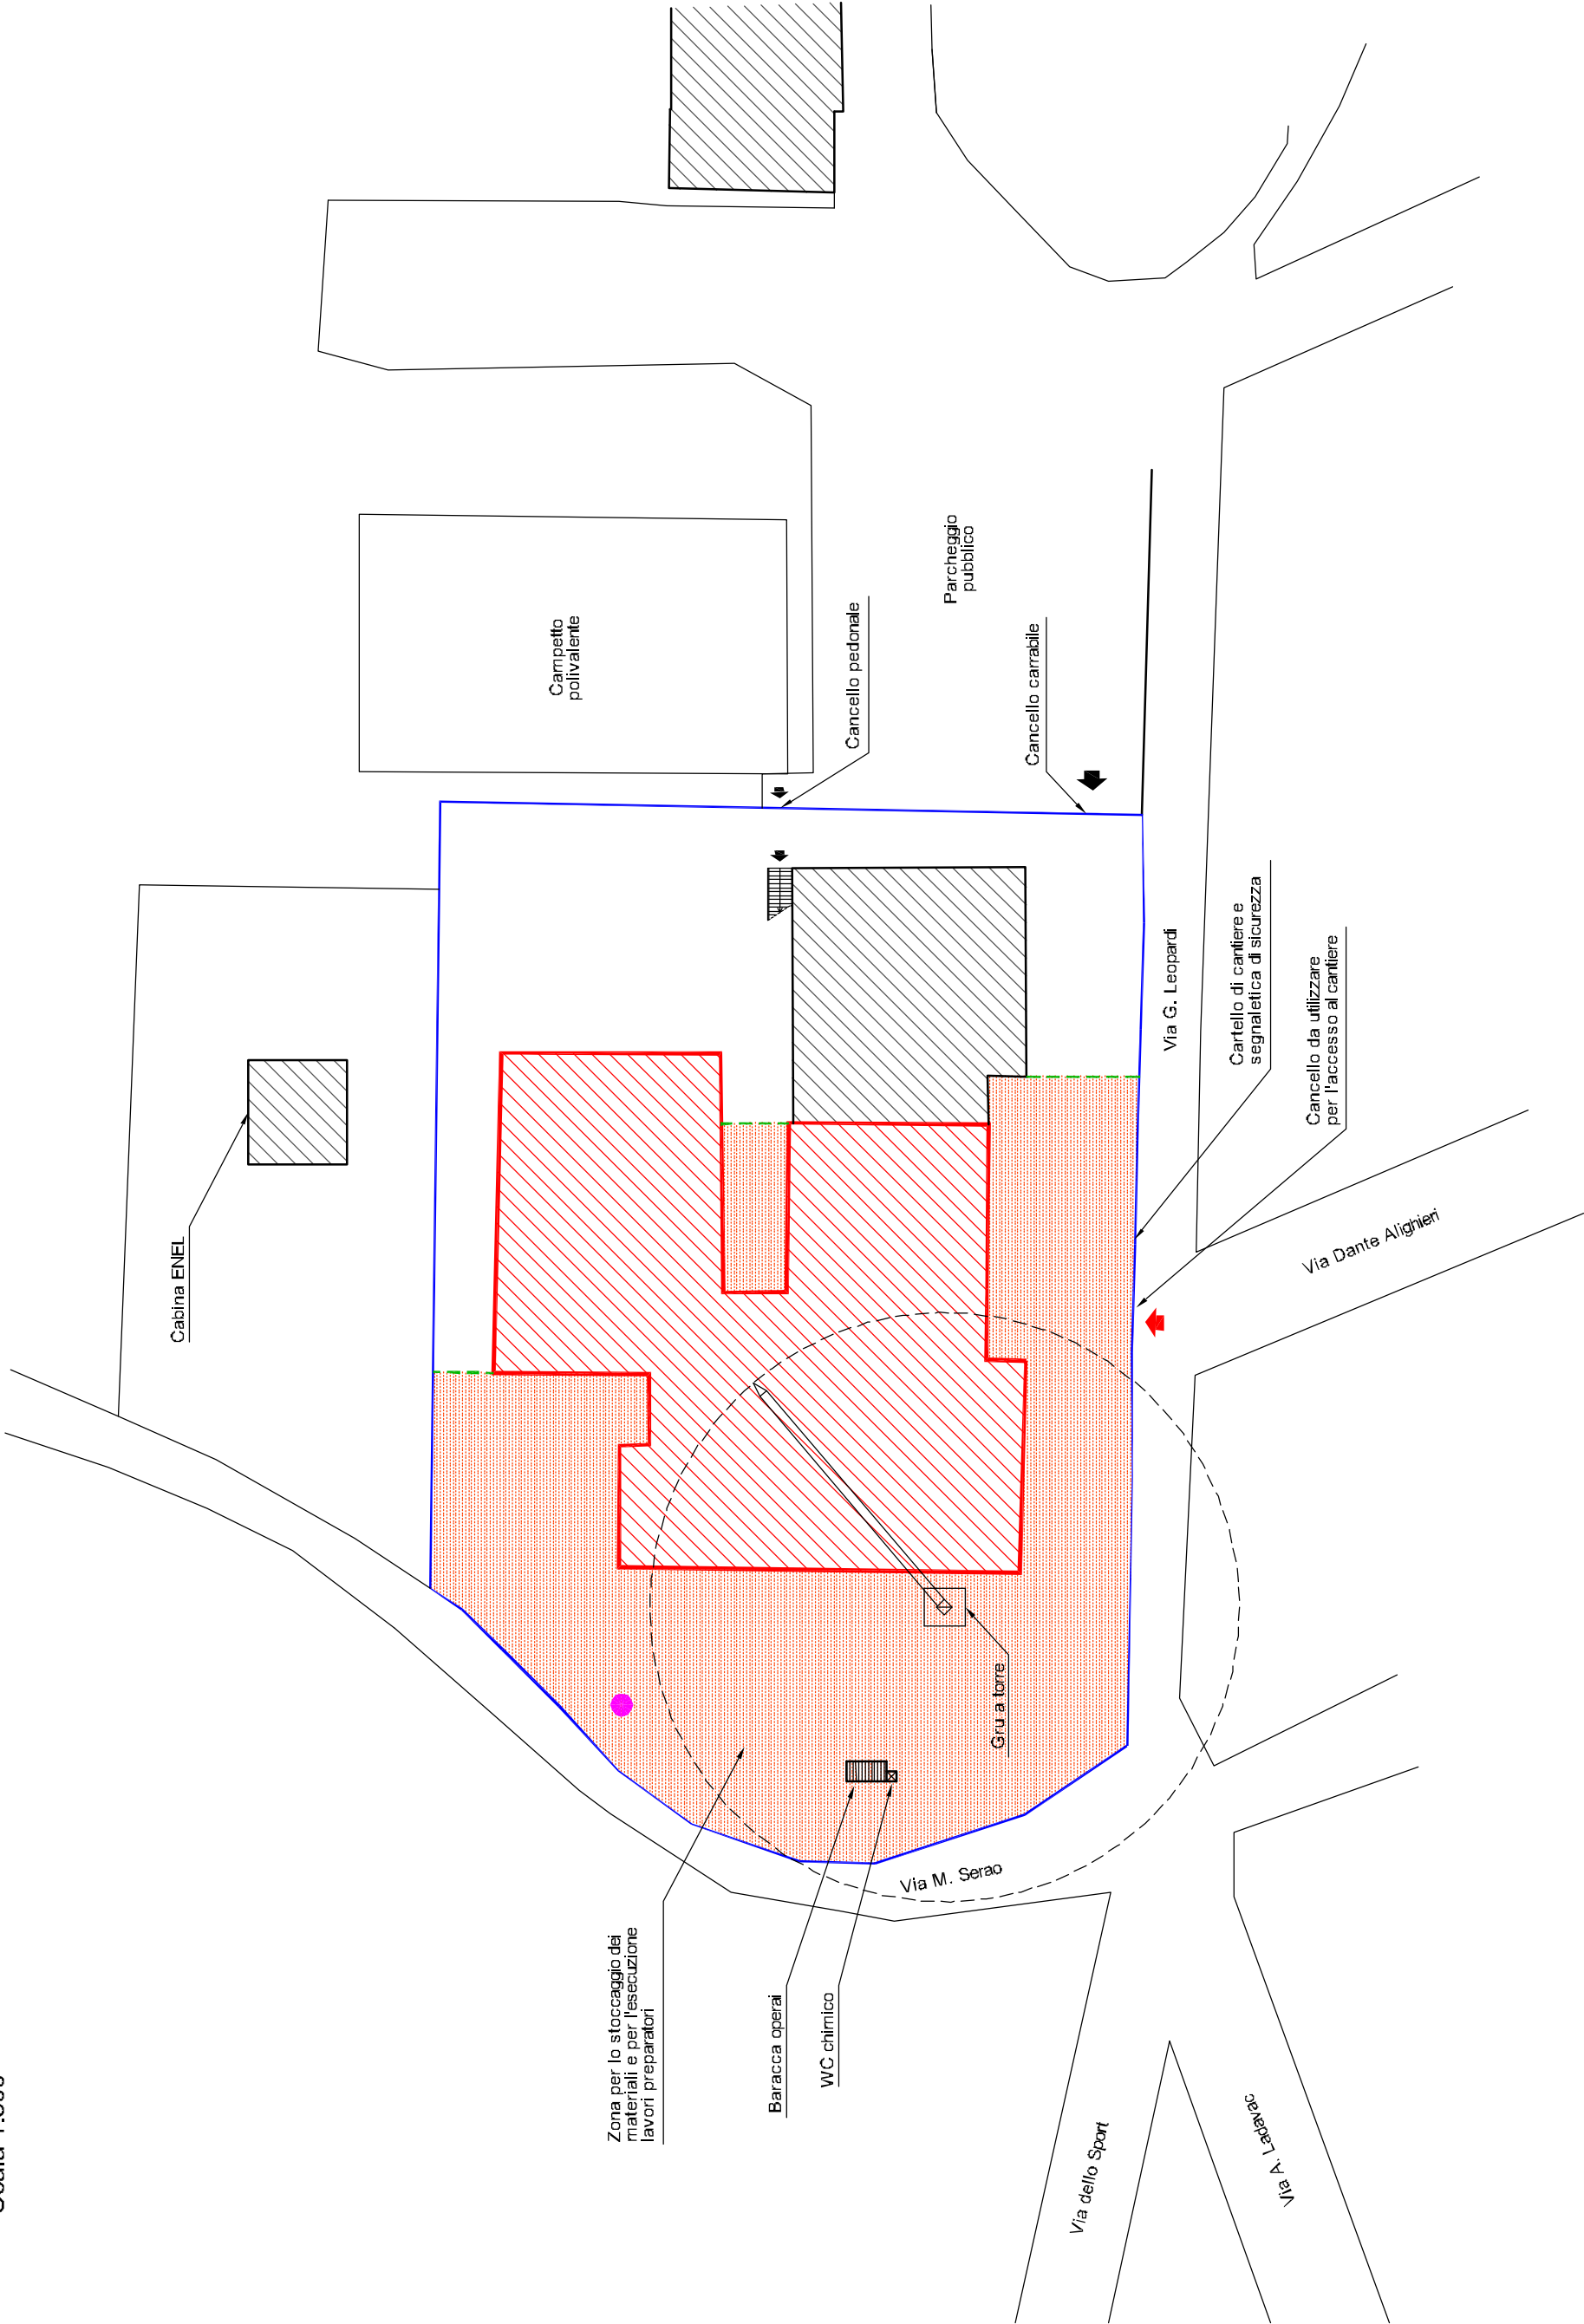 Cabina ENEL
Campetto
polivalente
Cancello pedonale
Parcheggio
pubblico
Cancello carrabile
Via G. Leopardi
Cartello di cantiere e
segnaletica di sicurezza
Cancello da utilizzare
per l'accesso al cantiere
Via Dante Alighieri
Gru a torre
Via M. Serao
Zona per lo stoccaggio dei
materiali e per l'esecuzione
lavori preparatori
Baracca operai
WC chimico
Via dello Sport
Via A. Ladavac